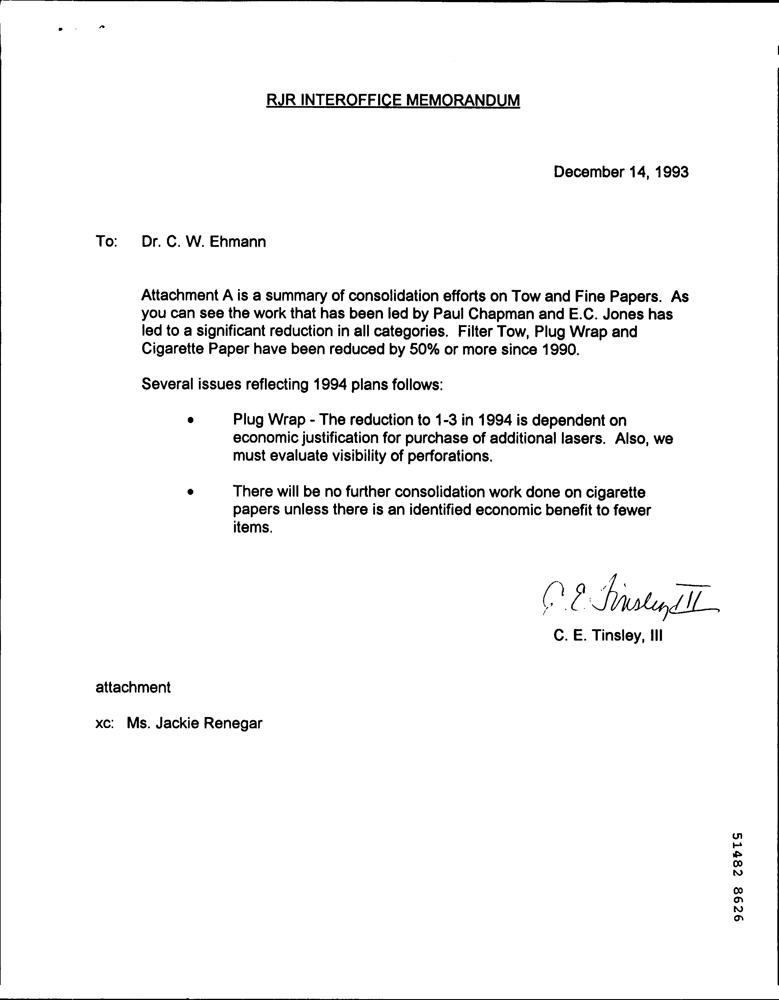 RJR INTEROFFICE MEMORANDUM
December 14, 1993
To: Dr. C. W. Ehmann
Attachment A is a summary of consolidation efforts on Tow and Fine Papers. As
you can see the work that has been led by Paul Chapman and E.C. Jones has
led to a significant reduction in all categories. Filter Tow, Plug Wrap and
Cigarette Paper have been reduced by 50% or more since 1990.
Several issues reflecting 1994 plans follows:
• Plug Wrap - The reduction to 1-3 in 1994 is dependent on
economic justification for purchase of additional lasers. Also, we
must evaluate visibility of perforations.
• There will be no further consolidation work done on cigarette
papers unless there is an identified economic benefit to fewer
items.
C. E. Tinsley III
C. E. Tinsley, III
attachment
xc: Ms. Jackie Renegar
51482 8626